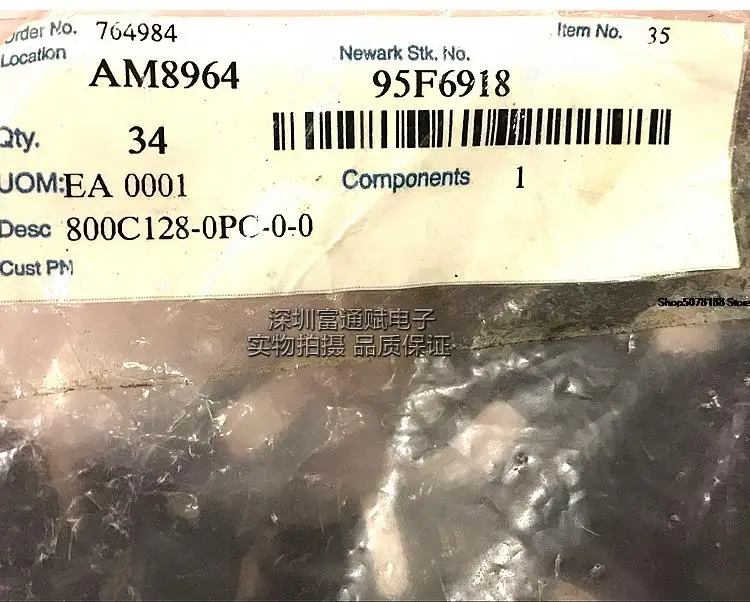 Order No. 764984 Item No. 35
Location AM8964 Newark Stk. No. 95F6918
Qty. 34
UOM: EA 0001 Components 1
Desc 800C128-0PC-0-0
Cust PN
Shop5078188 Store
深圳富通赋电子
实物拍摄 品质保证